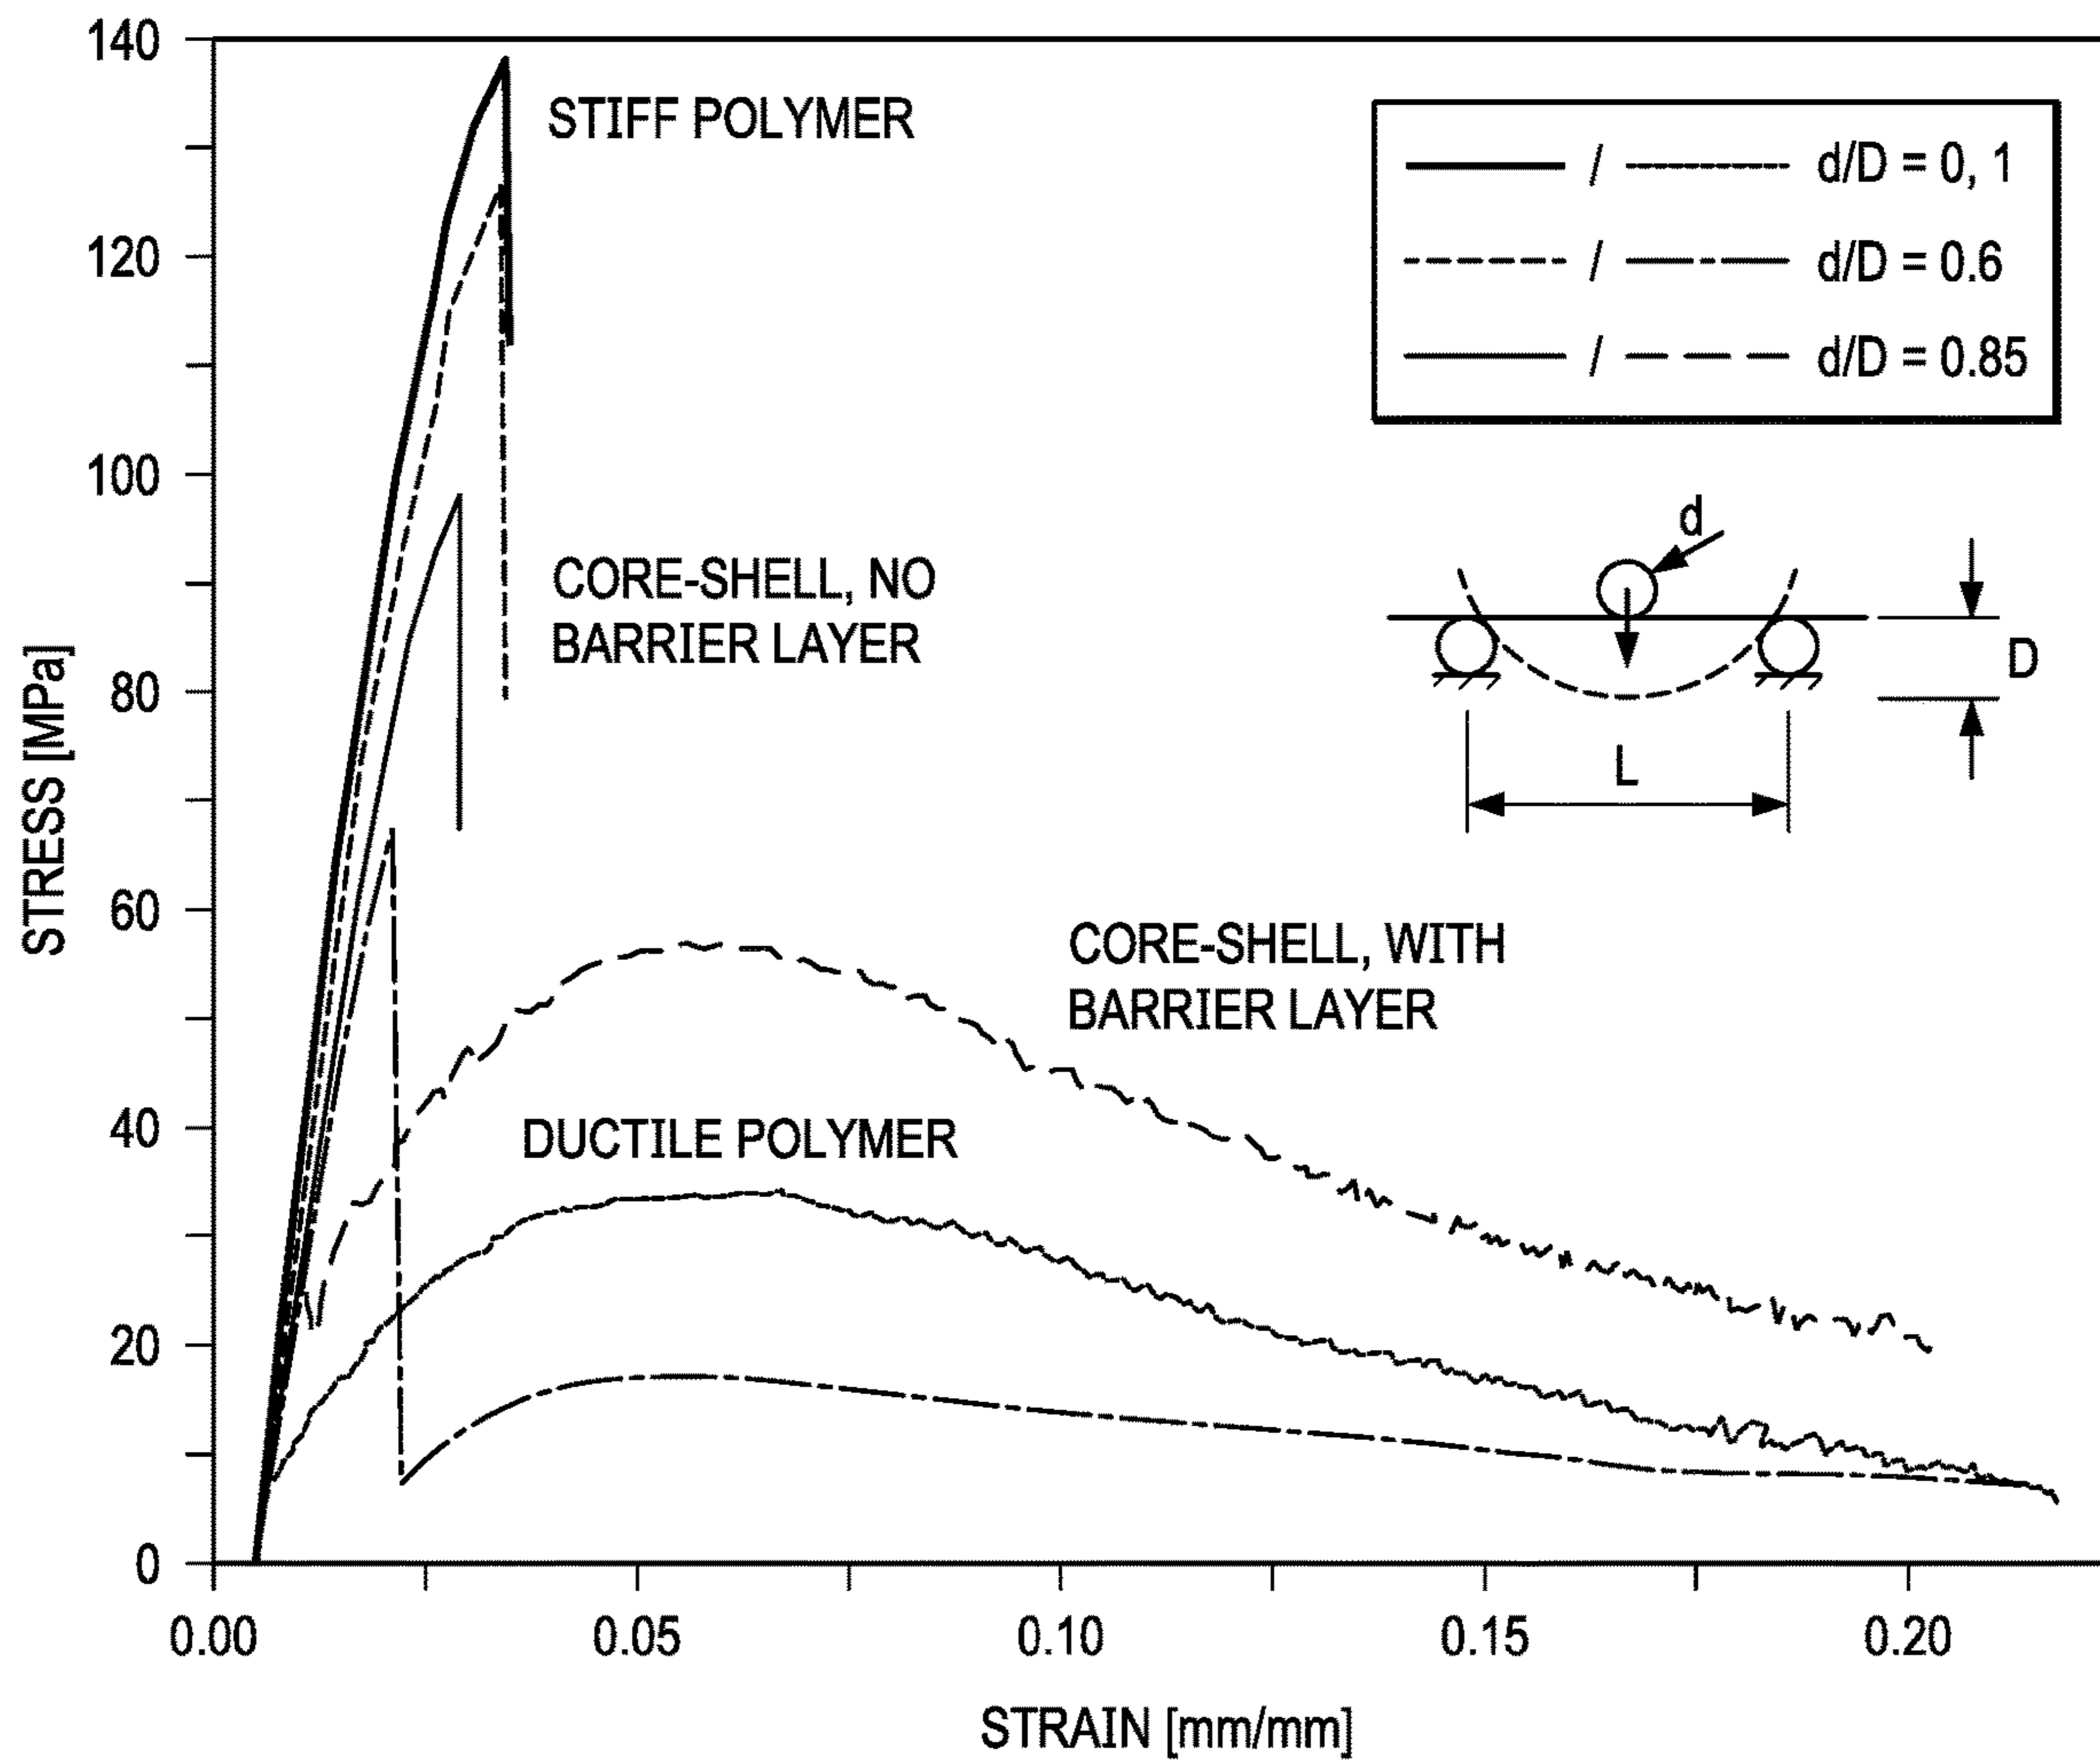 140
120
100
80
60
40
20
0
STRESS [MPa]
STIFF POLYMER
CORE-SHELL, NO
BARRIER LAYER
CORE-SHELL, WITH
BARRIER LAYER
DUCTILE POLYMER
/ d/D = 0, 1
/ d/D = 0.6
/ d/D = 0.85
d
D
L
0.00 0.05 0.10 0.15 0.20
STRAIN [mm/mm]